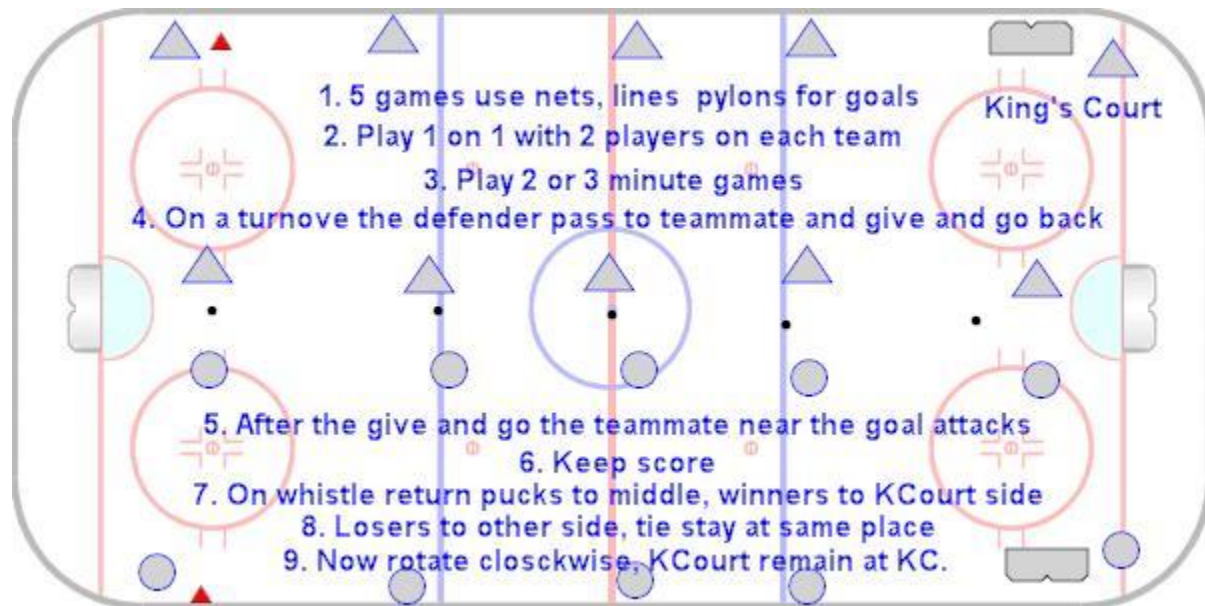 1. 5 games use nets, lines pylons for goals
King's Court
2. Play 1 on 1 with 2 players on each team
3. Play 2 or 3 minute games
4. On a turnove the defender pass to teammate and give and go back
5. After the give and go the teammate near the goal attacks
6. Keep score
7. On whistle return pucks to middle, winners to KCourt side
8. Losers to other side, tie stay at same place
9. Now rotate closckwise, KCourt remain at KC.